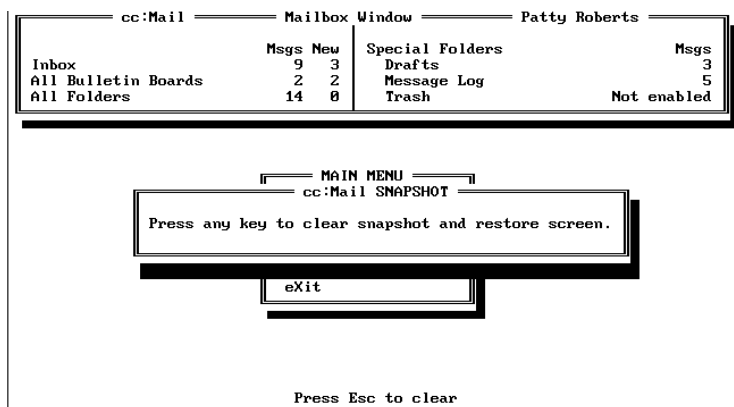 cc:Mail Mailbox Window Patty Roberts
Msgs New Special Folders Msgs
Inbox 9 3 Drafts 3
All Bulletin Boards 2 2 Message Log 5
All Folders 14 0 Trash Not enabled
MAIN MENU
cc:Mail SNAPSHOT
Press any key to clear snapshot and restore screen.
eXit
Press Esc to clear